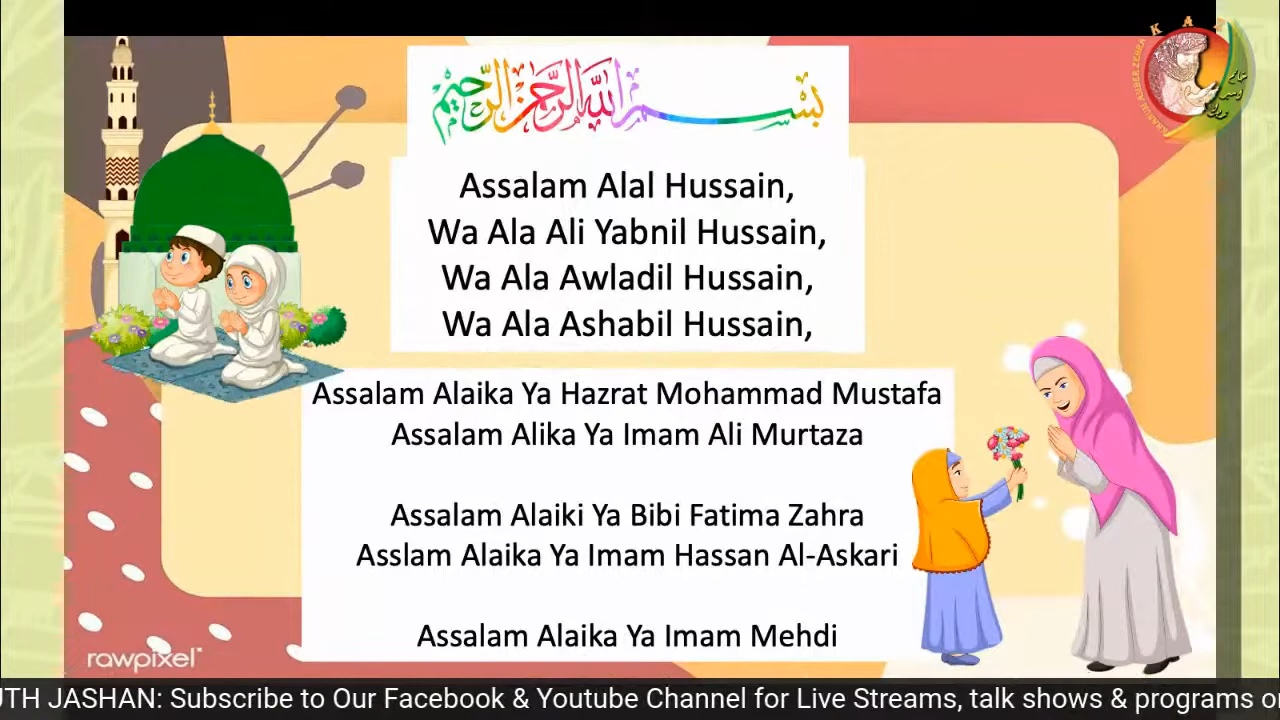 بسم الله الرحمن الرحيم
Assalam Alal Hussain,
Wa Ala Ali Yabnil Hussain,
Wa Ala Awladil Hussain,
Wa Ala Ashabil Hussain,
Assalam Alaika Ya Hazrat Mohammad Mustafa
Assalam Alika Ya Imam Ali Murtaza
Assalam Alaiki Ya Bibi Fatima Zahra
Asslam Alaika Ya Imam Hassan Al-Askari
Assalam Alaika Ya Imam Mehdi
rawpixel
UTH JASHAN: Subscribe to Our Facebook & Youtube Channel for Live Streams, talk shows & programs o